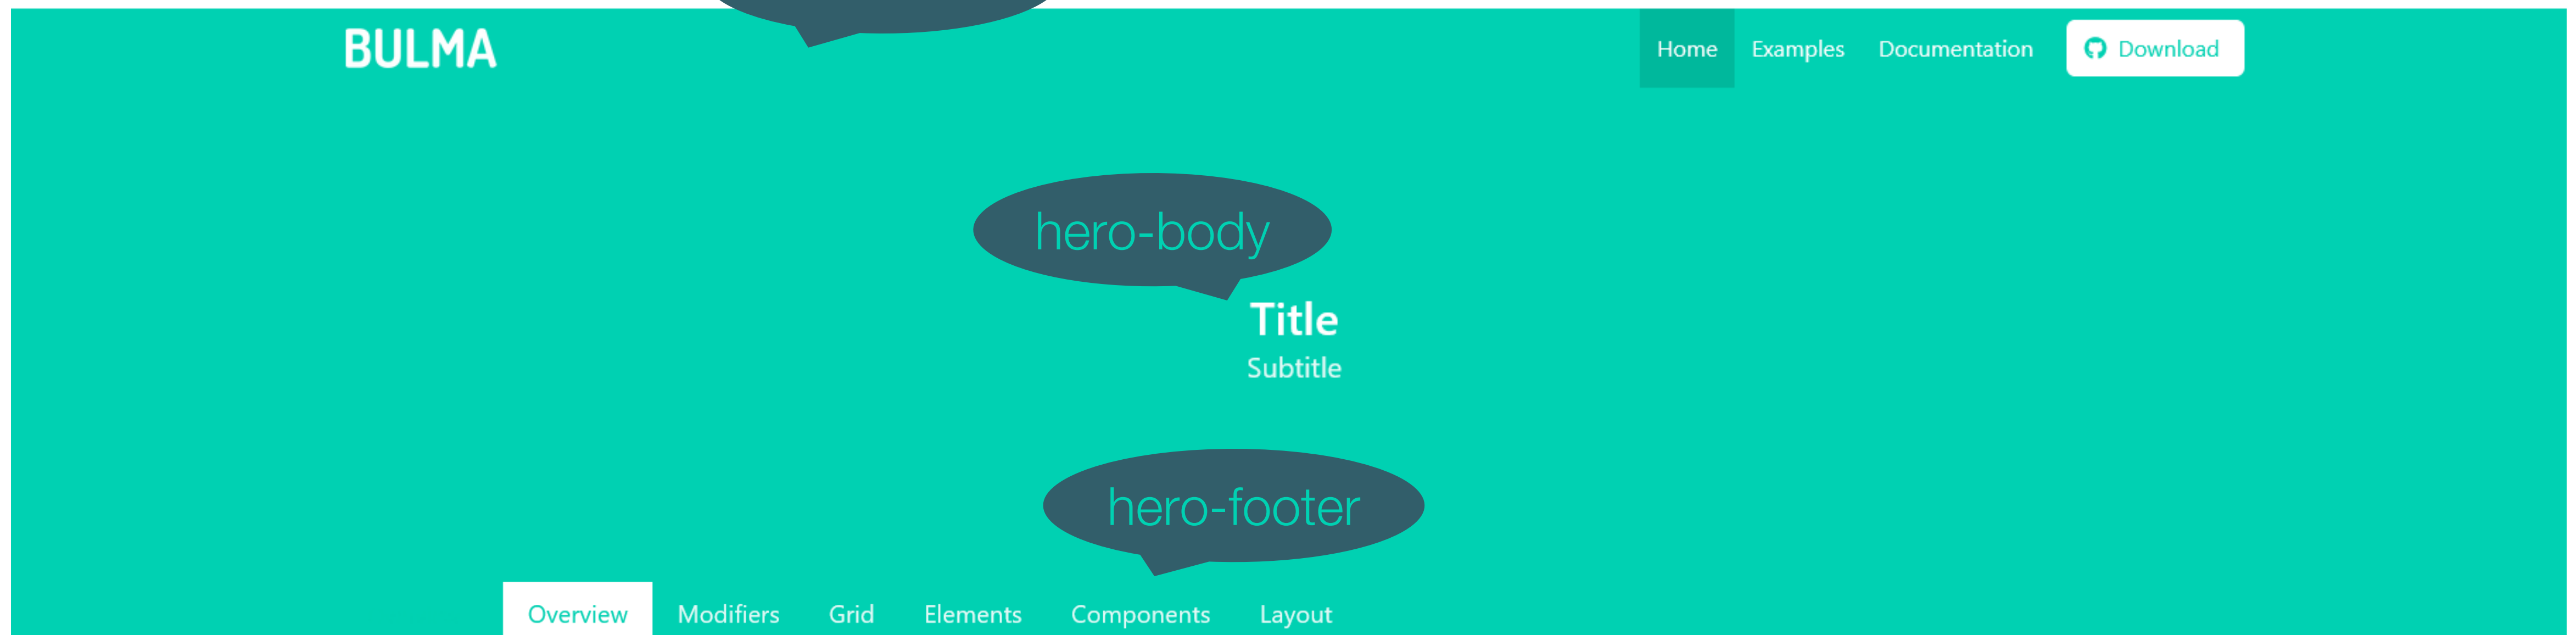 BULMA
Home Examples Documentation Download
hero-body
Title
Subtitle
hero-footer
Overview Modifiers Grid Elements Components Layout